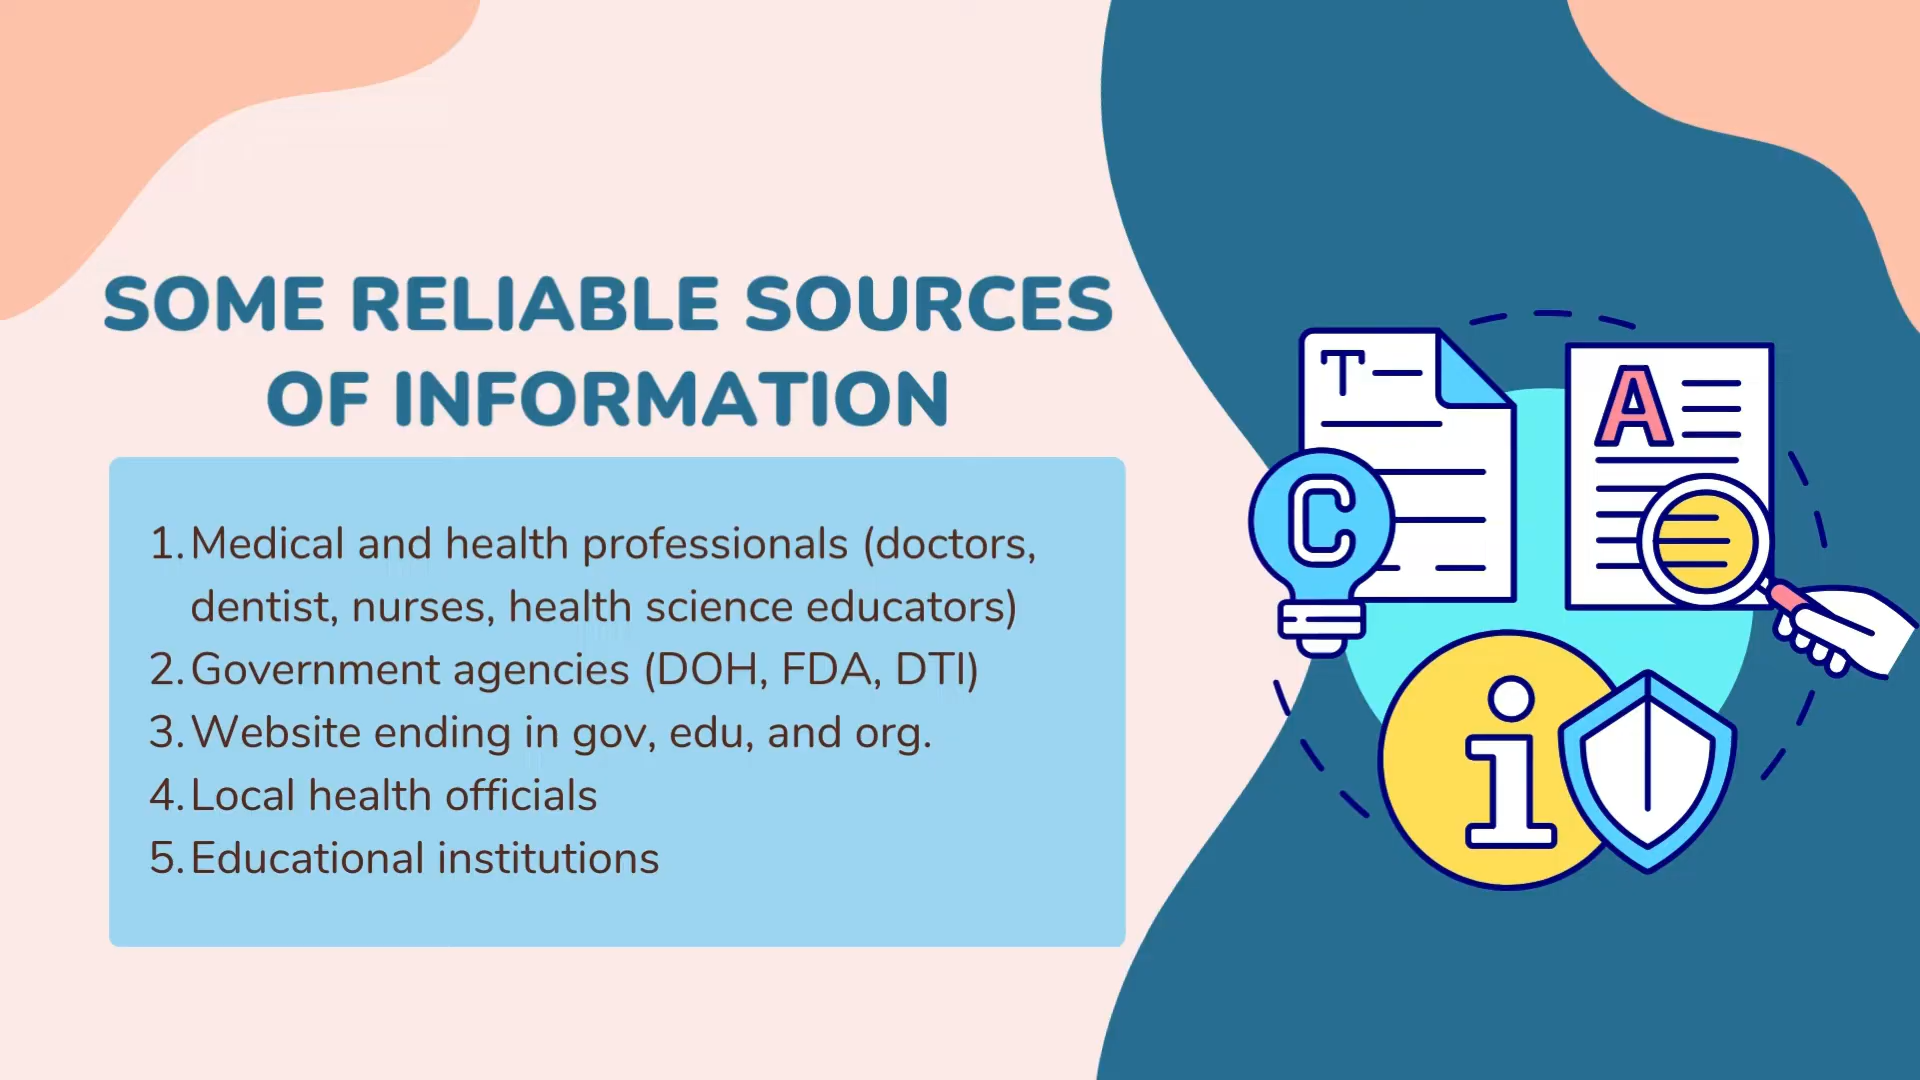 SOME RELIABLE SOURCES
OF INFORMATION
1. Medical and health professionals (doctors,
dentist, nurses, health science educators)
2. Government agencies (DOH, FDA, DTI)
3. Website ending in gov, edu, and org.
4. Local health officials
5. Educational institutions
T
A
C
i